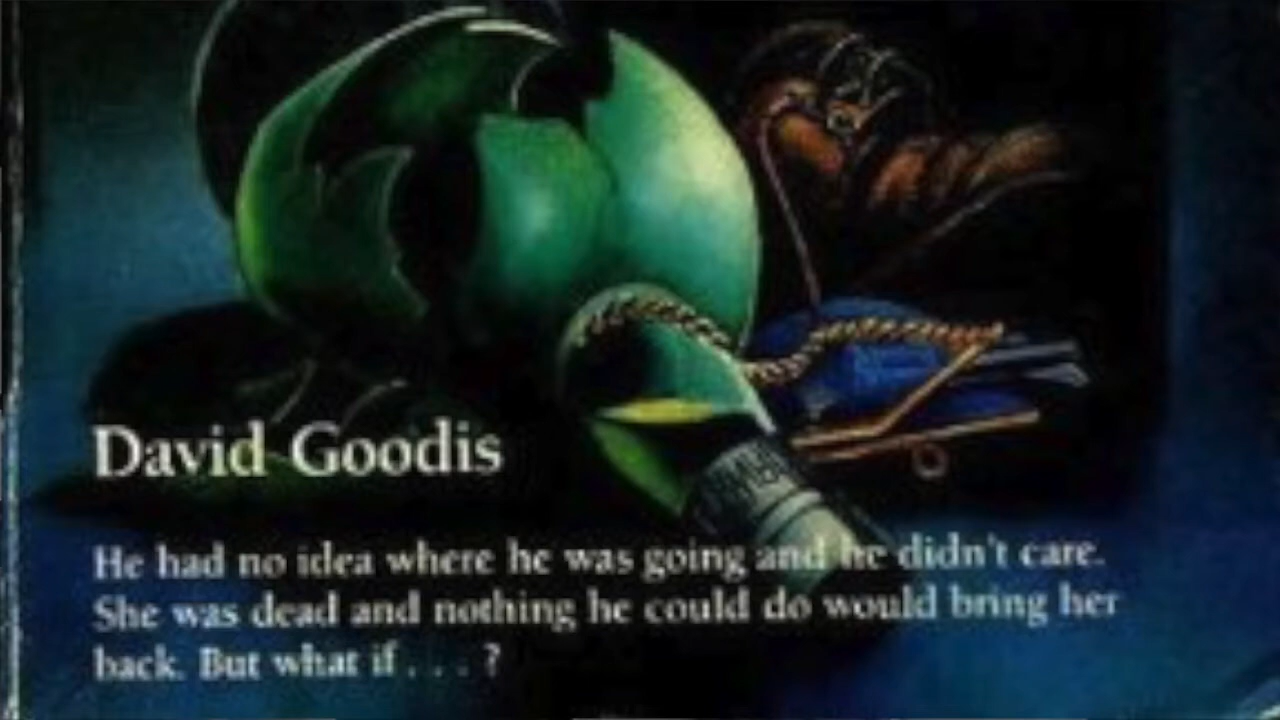 David Goodis
He had no idea where he was going and he didn't care.
She was dead and nothing he could do would bring her
back. But what if . . . ?